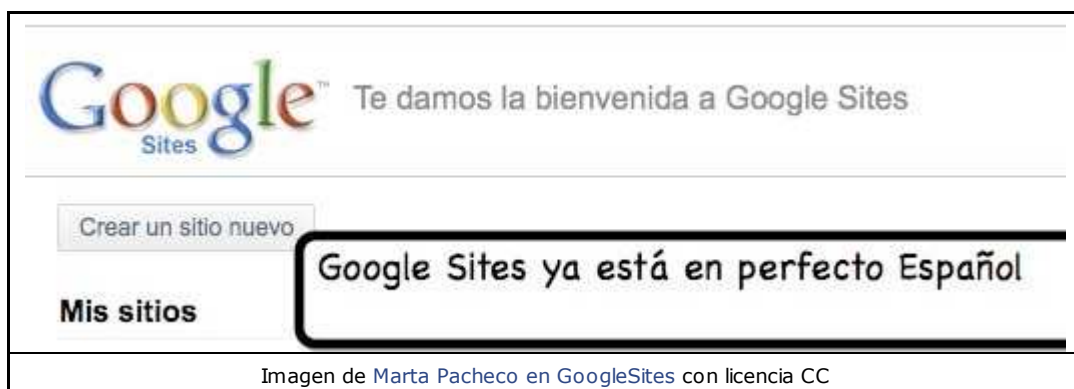 Google™ Te damos la bienvenida a Google Sites
Sites
Crear un sitio nuevo
Google Sites ya está en perfecto Español
Mis sitios
Imagen de Marta Pacheco en GoogleSites con licencia CC